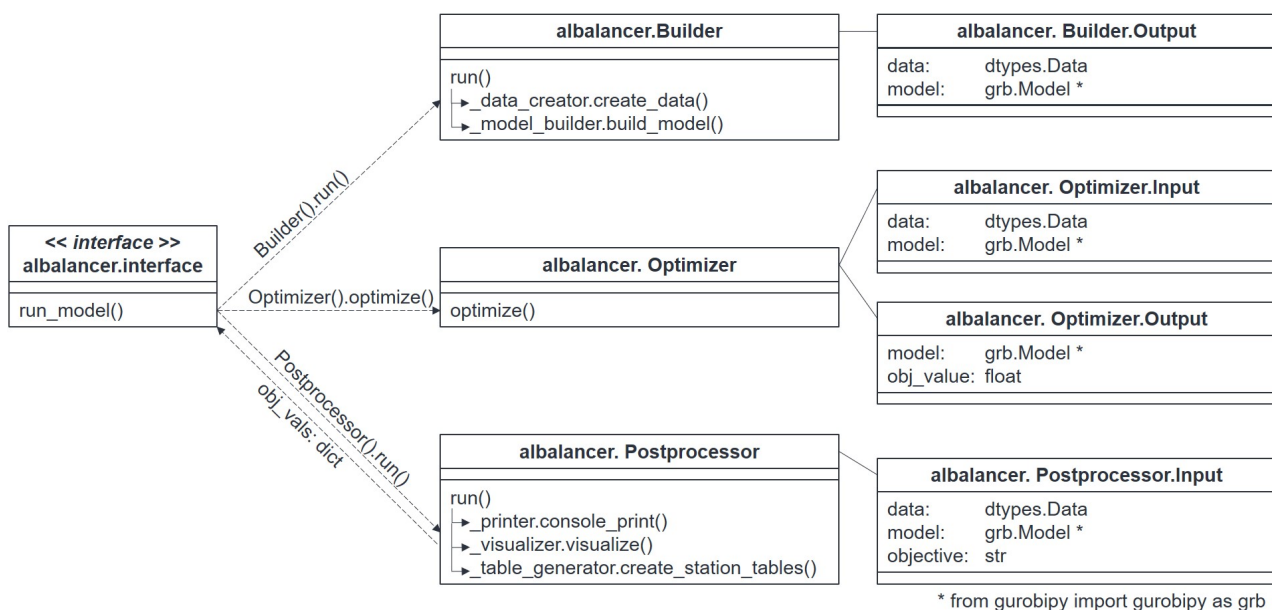 albalancer.Builder
run()
_data_creator.create_data()
_model_builder.build_model()
albalancer. Builder.Output
data: dtypes.Data
model: grb.Model *
albalancer. Optimizer.Input
data: dtypes.Data
model: grb.Model *
<< interface >>
albalancer.interface
run_model()
Builder().run()
Optimizer().optimize()
Postprocessor().run()
obj_vals: dict
albalancer. Optimizer
optimize()
albalancer. Optimizer.Output
model: grb.Model *
obj_value: float
albalancer. Postprocessor
run()
_printer.console_print()
_visualizer.visualize()
_table_generator.create_station_tables()
albalancer. Postprocessor.Input
data: dtypes.Data
model: grb.Model *
objective: str
* from gurobipy import gurobipy as grb